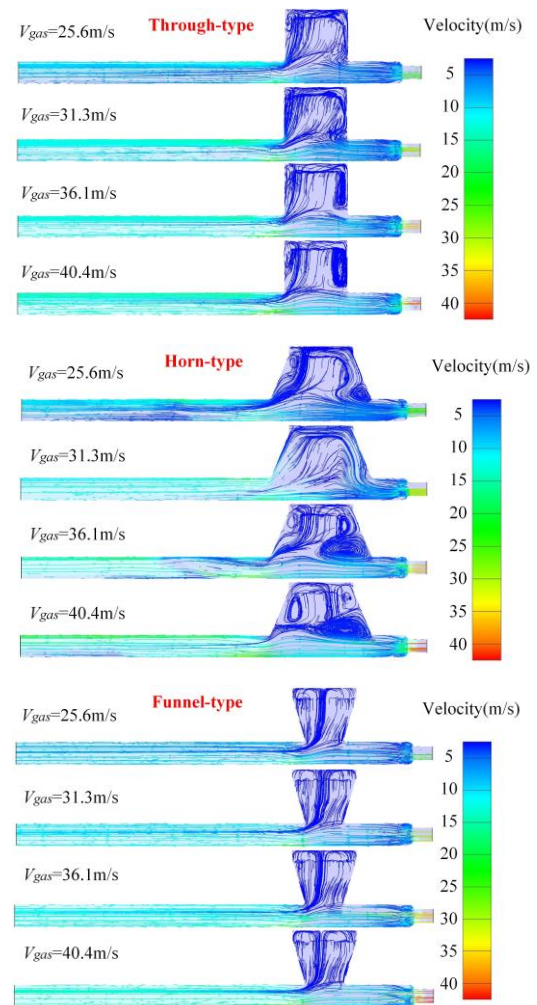 Through-type
Velocity(m/s)
Vgas=25.6m/s
Vgas=31.3m/s
Vgas=36.1m/s
Vgas=40.4m/s
5
10
15
20
25
30
35
40
Horn-type
Velocity(m/s)
Vgas=25.6m/s
Vgas=31.3m/s
Vgas=36.1m/s
Vgas=40.4m/s
5
10
15
20
25
30
35
40
Funnel-type
Velocity(m/s)
Vgas=25.6m/s
Vgas=31.3m/s
Vgas=36.1m/s
Vgas=40.4m/s
5
10
15
20
25
30
35
40